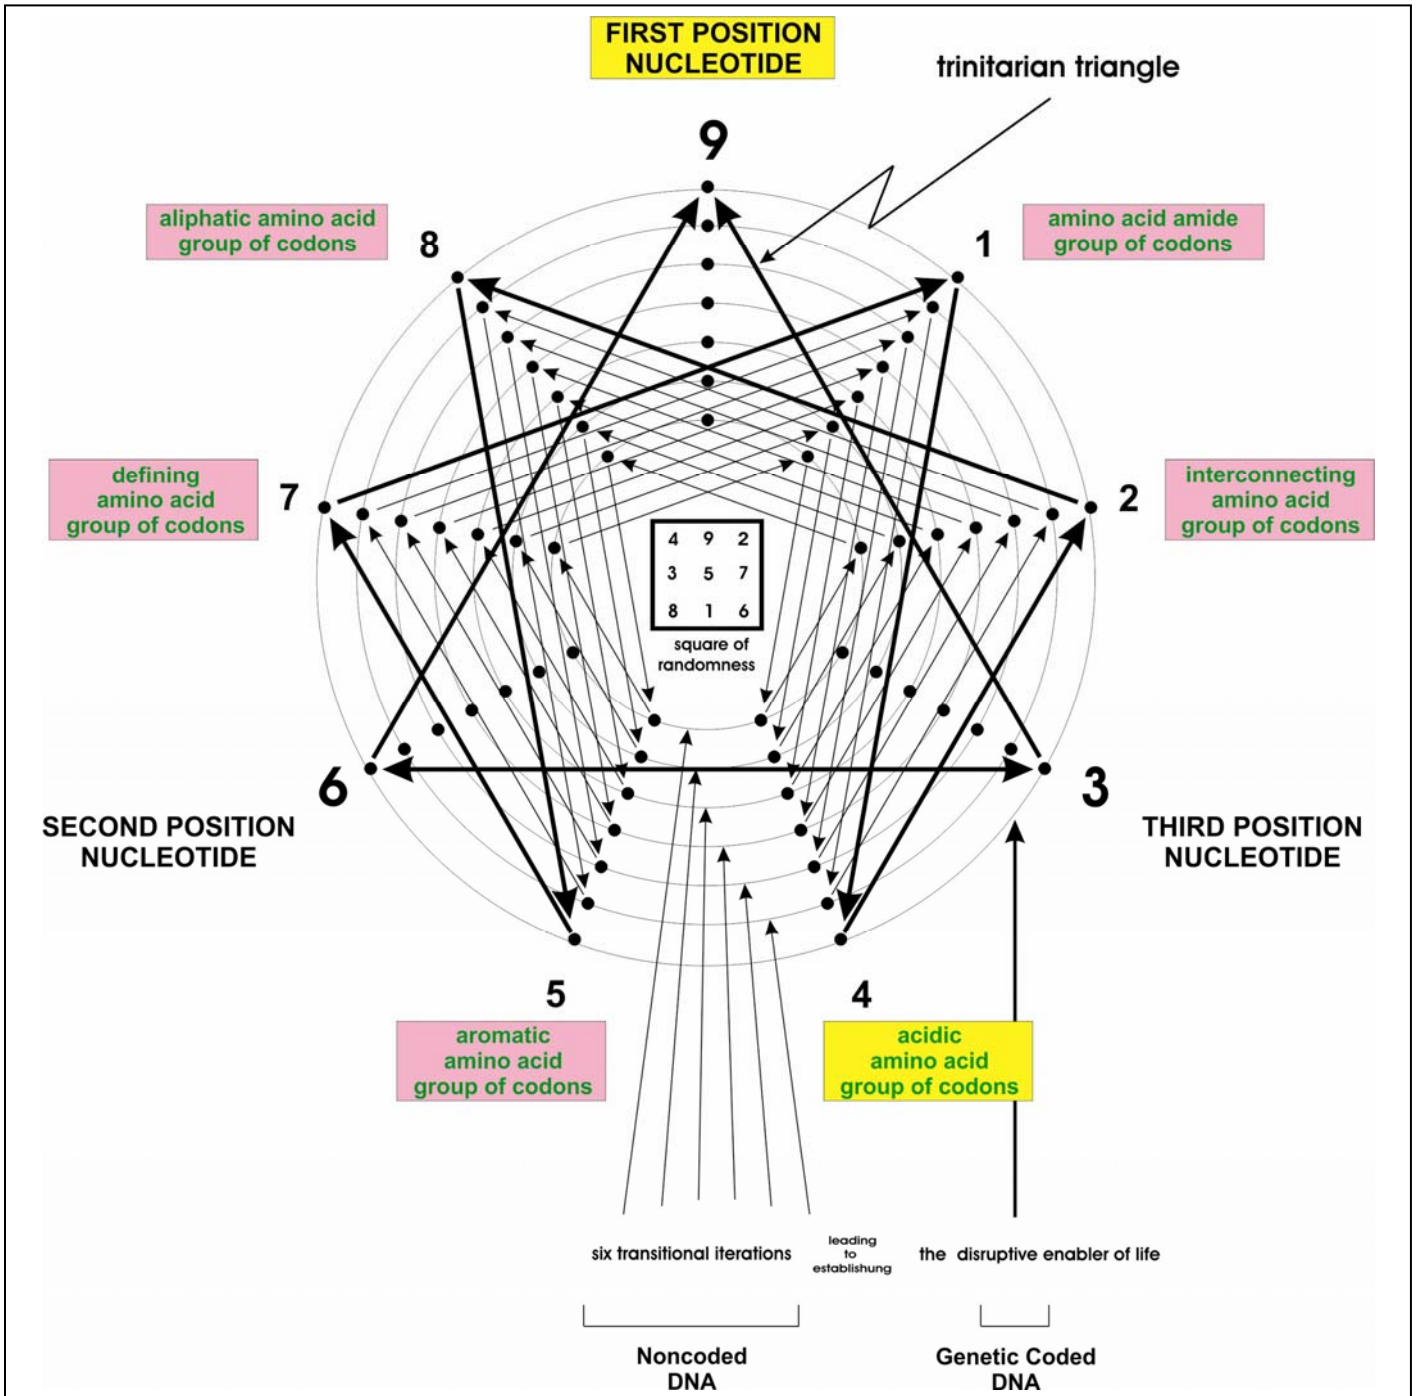 FIRST POSITION
NUCLEOTIDE
trinitarian triangle
9
aliphatic amino acid
group of codons
8
1
amino acid amide
group of codons
defining
amino acid
group of codons
7
2
interconnecting
amino acid
group of codons
4 9 2
3 5 7
8 1 6
square of
randomness
6
3
SECOND POSITION
NUCLEOTIDE
THIRD POSITION
NUCLEOTIDE
5
4
aromatic
amino acid
group of codons
acidic
amino acid
group of codons
six transitional iterations
leading
to
establishung
the disruptive enabler of life
Noncoded
DNA
Genetic Coded
DNA